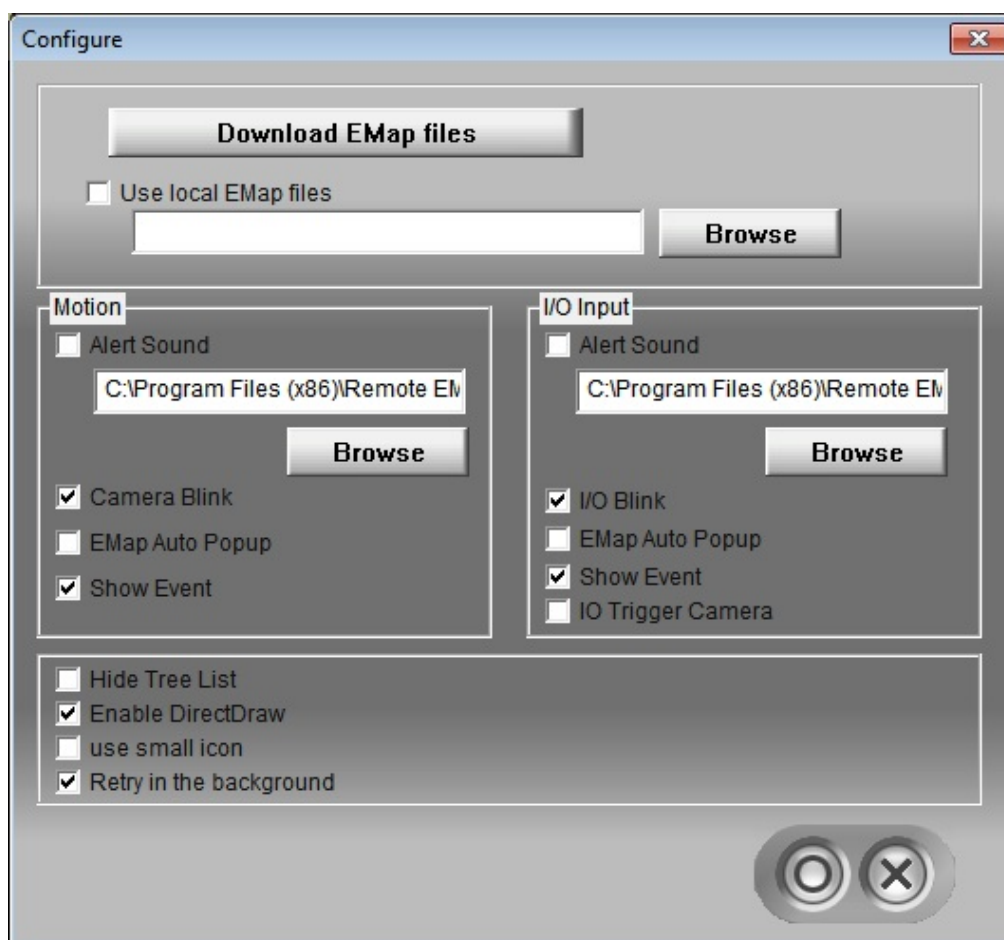 Configure
Download EMap files
Use local EMap files
Browse
Motion
Alert Sound
C:\Program Files (x86)\Remote EM
Browse
Camera Blink
EMap Auto Popup
Show Event
I/O Input
Alert Sound
C:\Program Files (x86)\Remote EM
Browse
I/O Blink
EMap Auto Popup
Show Event
IO Trigger Camera
Hide Tree List
Enable DirectDraw
use small icon
Retry in the background